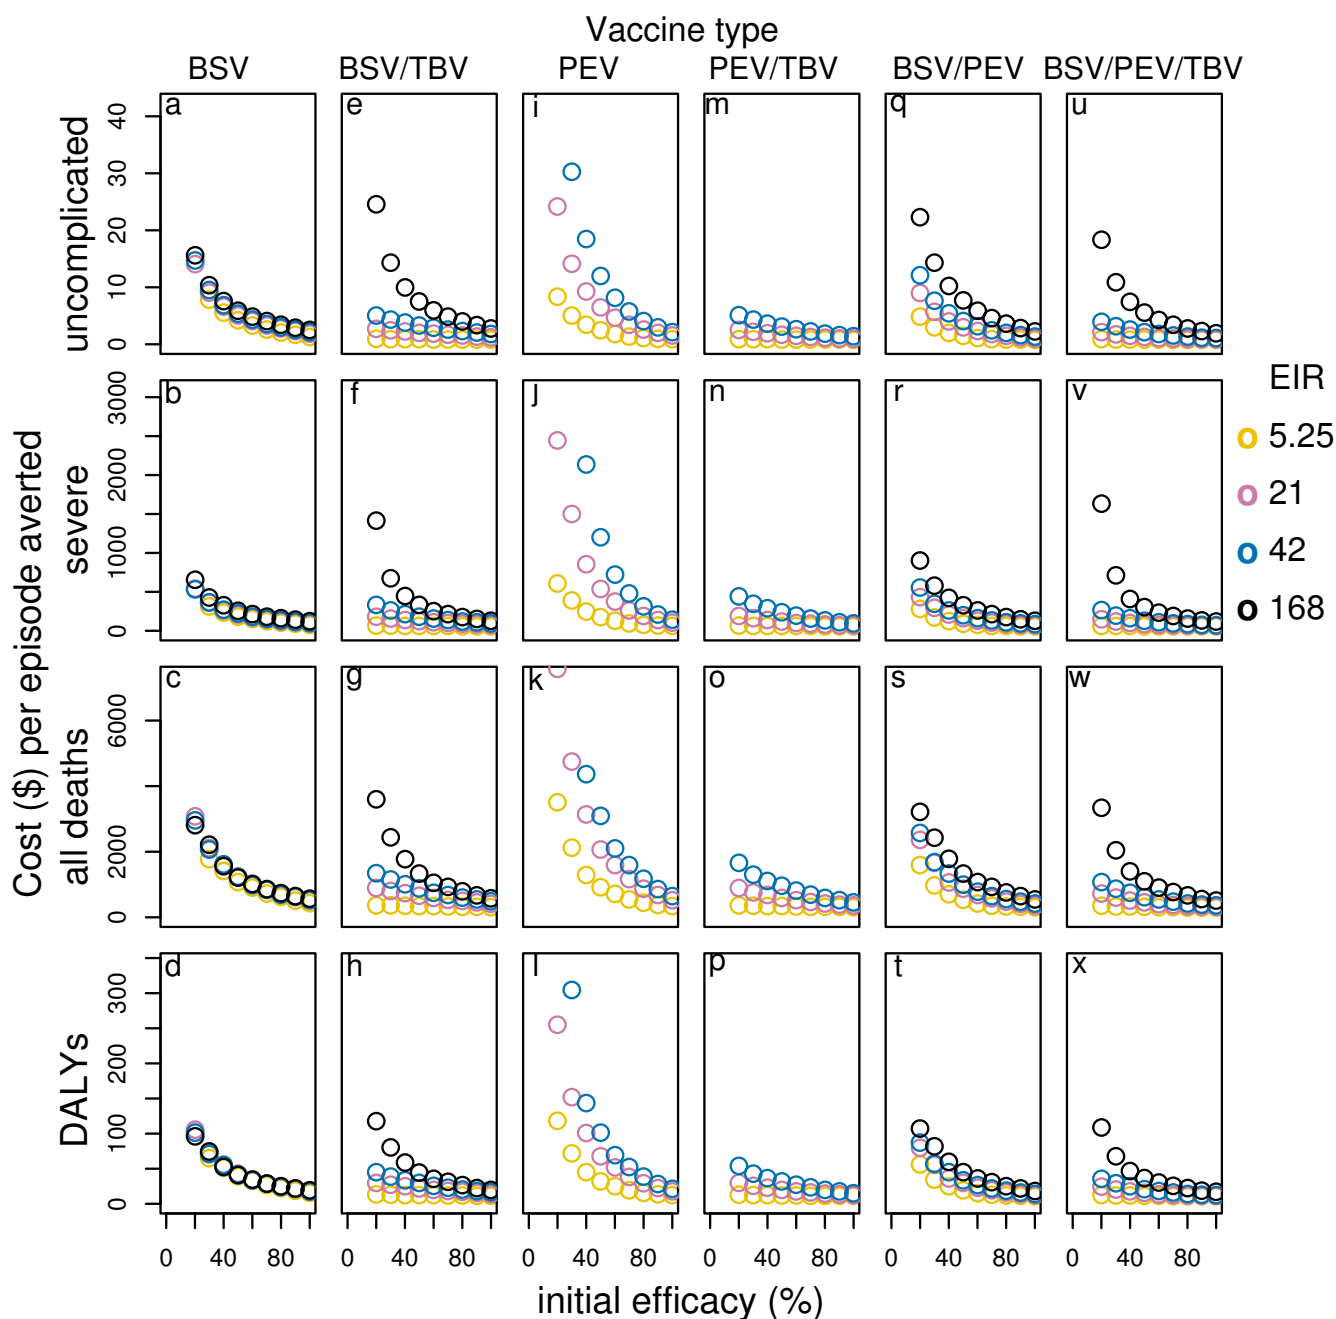 Vaccine type
BSV BSV/TBV PEV PEV/TBV BSV/PEV BSV/PEV/TBV
a e i m q u
uncomplicated
0 10 20 30 40
b f j n r v
severe
0 1000 2000 3000
c g k o s w
all deaths
0 2000 6000
d h l p t x
DALYs
0 100 200 300
Cost ($) per episode averted
0 40 80 0 40 80 0 40 80 0 40 80 0 40 80 0 40 80
initial efficacy (%)
EIR
o 5.25
o 21
o 42
o 168